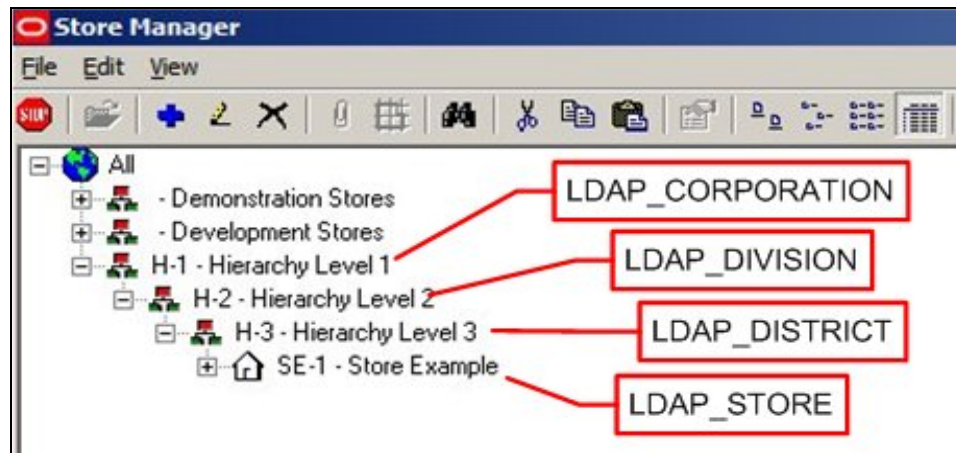 Store Manager
File Edit View
STOP
All
- Demonstration Stores
- Development Stores
H-1 - Hierarchy Level 1
H-2 - Hierarchy Level 2
H-3 - Hierarchy Level 3
SE-1 - Store Example
LDAP_CORPORATION
LDAP_DIVISION
LDAP_DISTRICT
LDAP_STORE